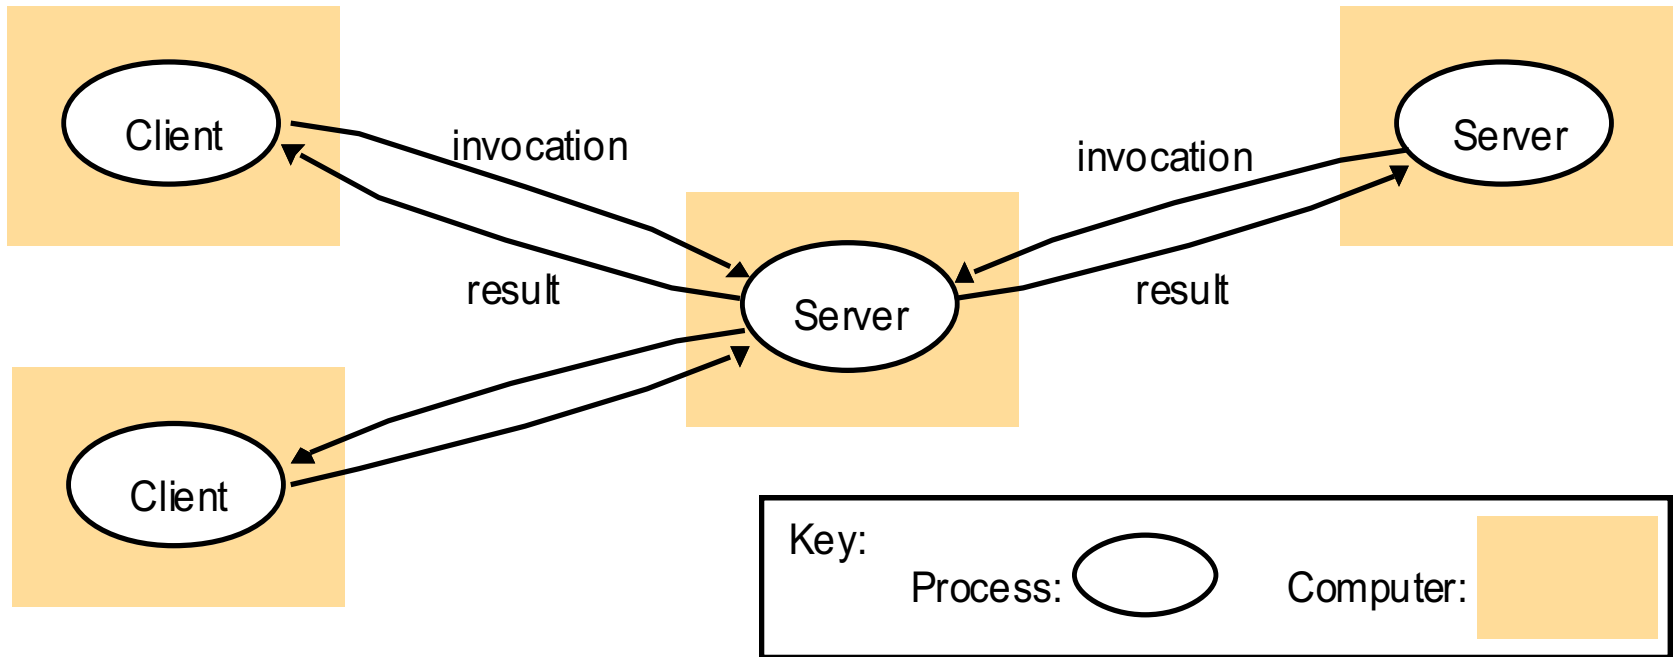 Client
invocation
result
Server
invocation
result
Server
Client
Key:
Process:
Computer: